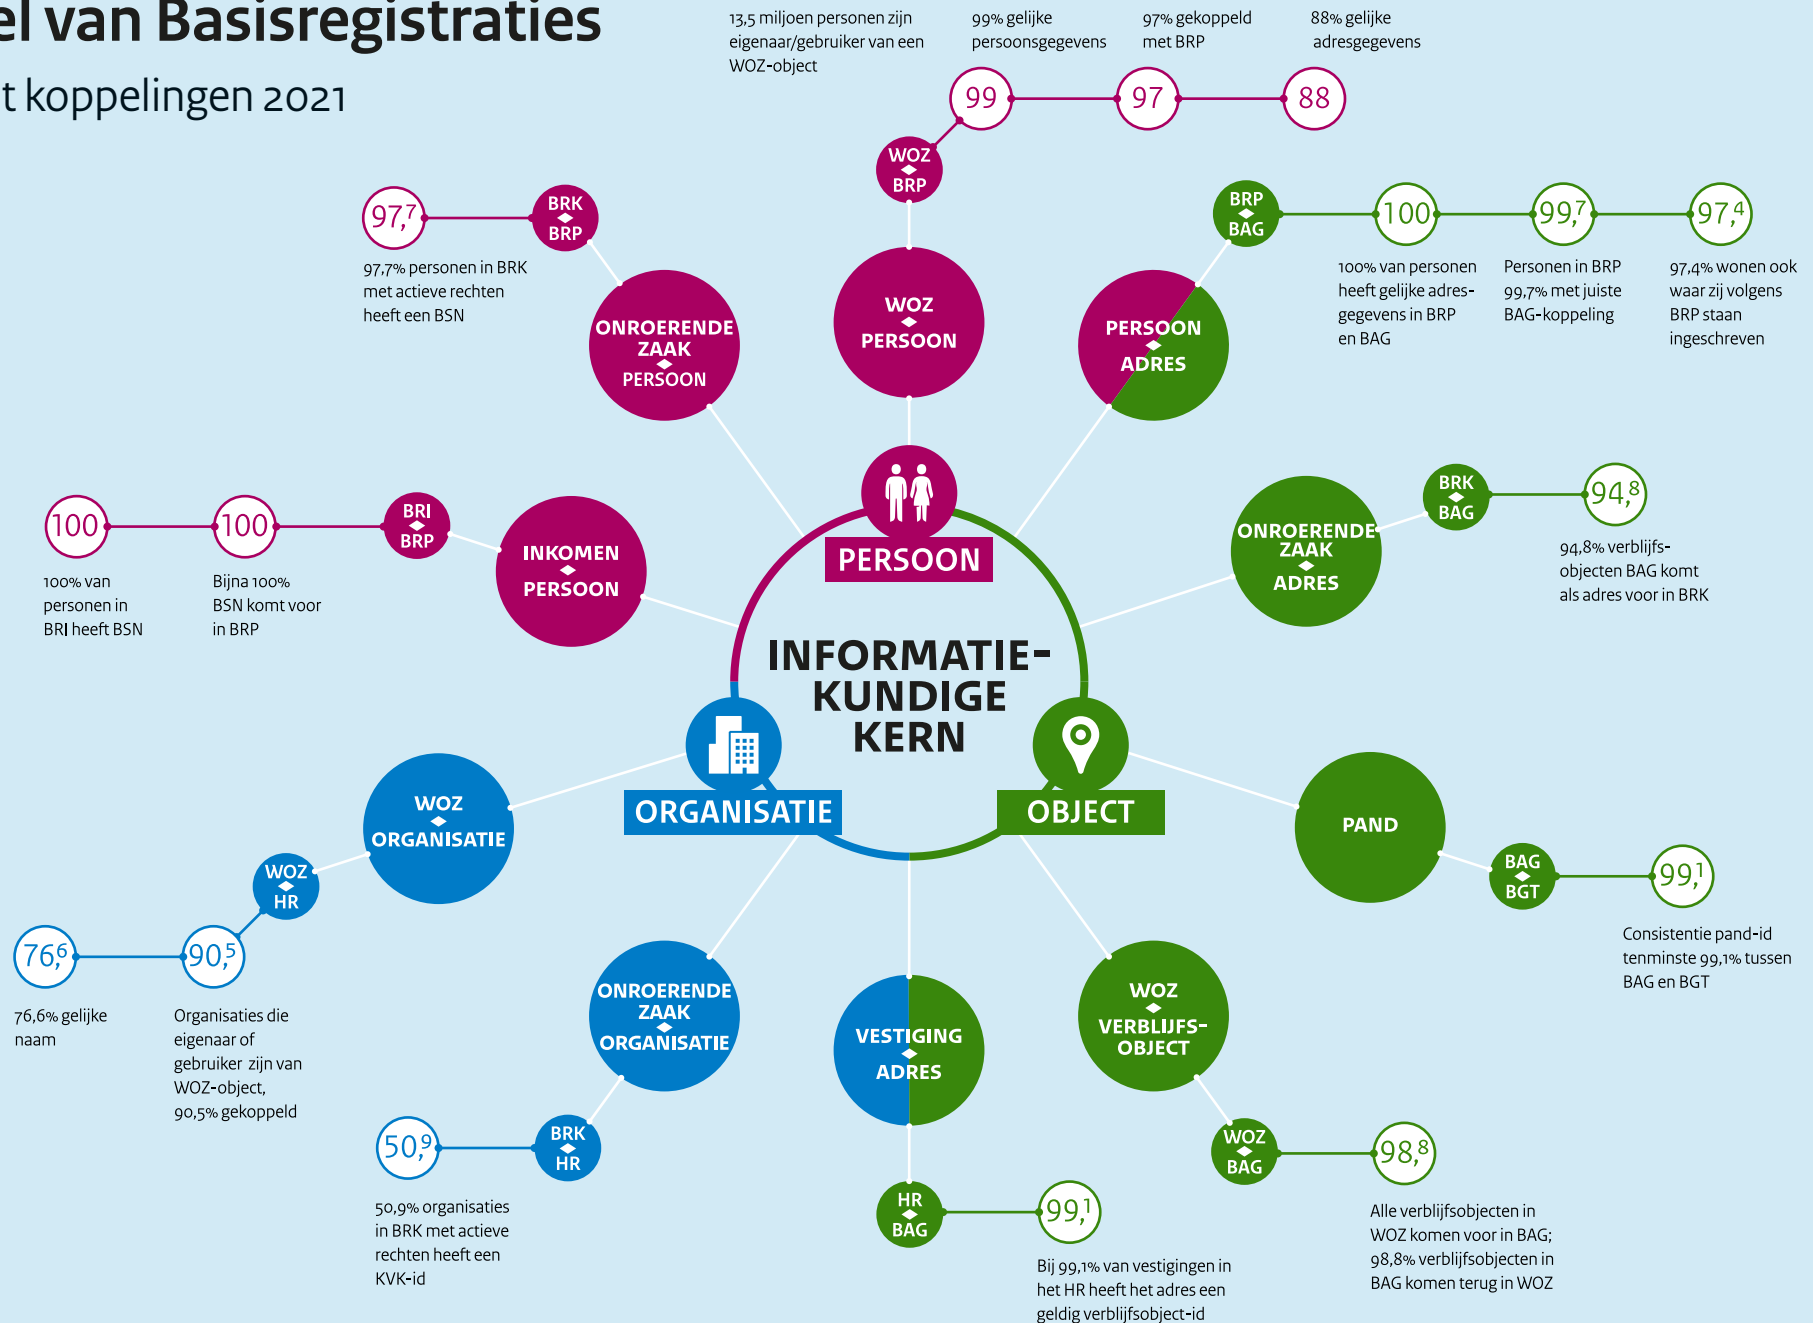 el van Basisregistraties
t koppelingen 2021
13,5 miljoen personen zijn
eigenaar/gebruiker van een
WOZ-object
99% gelijke
persoonsgegevens
97% gekoppeld
met BRP
88% gelijke
adresgegevens
99
97
88
WOZ
BRP
WOZ
PERSOON
97,7
BRK
BRP
97,7% personen in BRK
met actieve rechten
heeft een BSN
ONROERENDE
ZAAK
PERSOON
BRP
BAG
100
99,7
97,4
100% van personen
heeft gelijke adres-
gegevens in BRP
en BAG
Personen in BRP
99,7% met juiste
BAG-koppeling
97,4% wonen ook
waar zij volgens
BRP staan
ingeschreven
PERSOON
ADRES
100
100
BRI
BRP
100% van
personen in
BRI heeft BSN
Bijna 100%
BSN komt voor
in BRP
INKOMEN
PERSOON
PERSOON
BRK
BAG
94,8
94,8% verblijfs-
objecten BAG komt
als adres voor in BRK
ONROERENDE
ZAAK
ADRES
INFORMATIE-
KUNDIGE
KERN
ORGANISATIE
OBJECT
WOZ
ORGANISATIE
WOZ
HR
76,6
90,5
76,6% gelijke
naam
Organisaties die
eigenaar of
gebruiker zijn van
WOZ-object,
90,5% gekoppeld
PAND
BAG
BGT
99,1
Consistentie pand-id
tenminste 99,1% tussen
BAG en BGT
ONROERENDE
ZAAK
ORGANISATIE
BRK
HR
50,9
50,9% organisaties
in BRK met actieve
rechten heeft een
KVK-id
VESTIGING
ADRES
HR
BAG
99,1
Bij 99,1% van vestigingen in
het HR heeft het adres een
geldig verblijfsobject-id
WOZ
VERBLIJFS-
OBJECT
WOZ
BAG
98,8
Alle verblijfsobjecten in
WOZ komen voor in BAG;
98,8% verblijfsobjecten in
BAG komen terug in WOZ